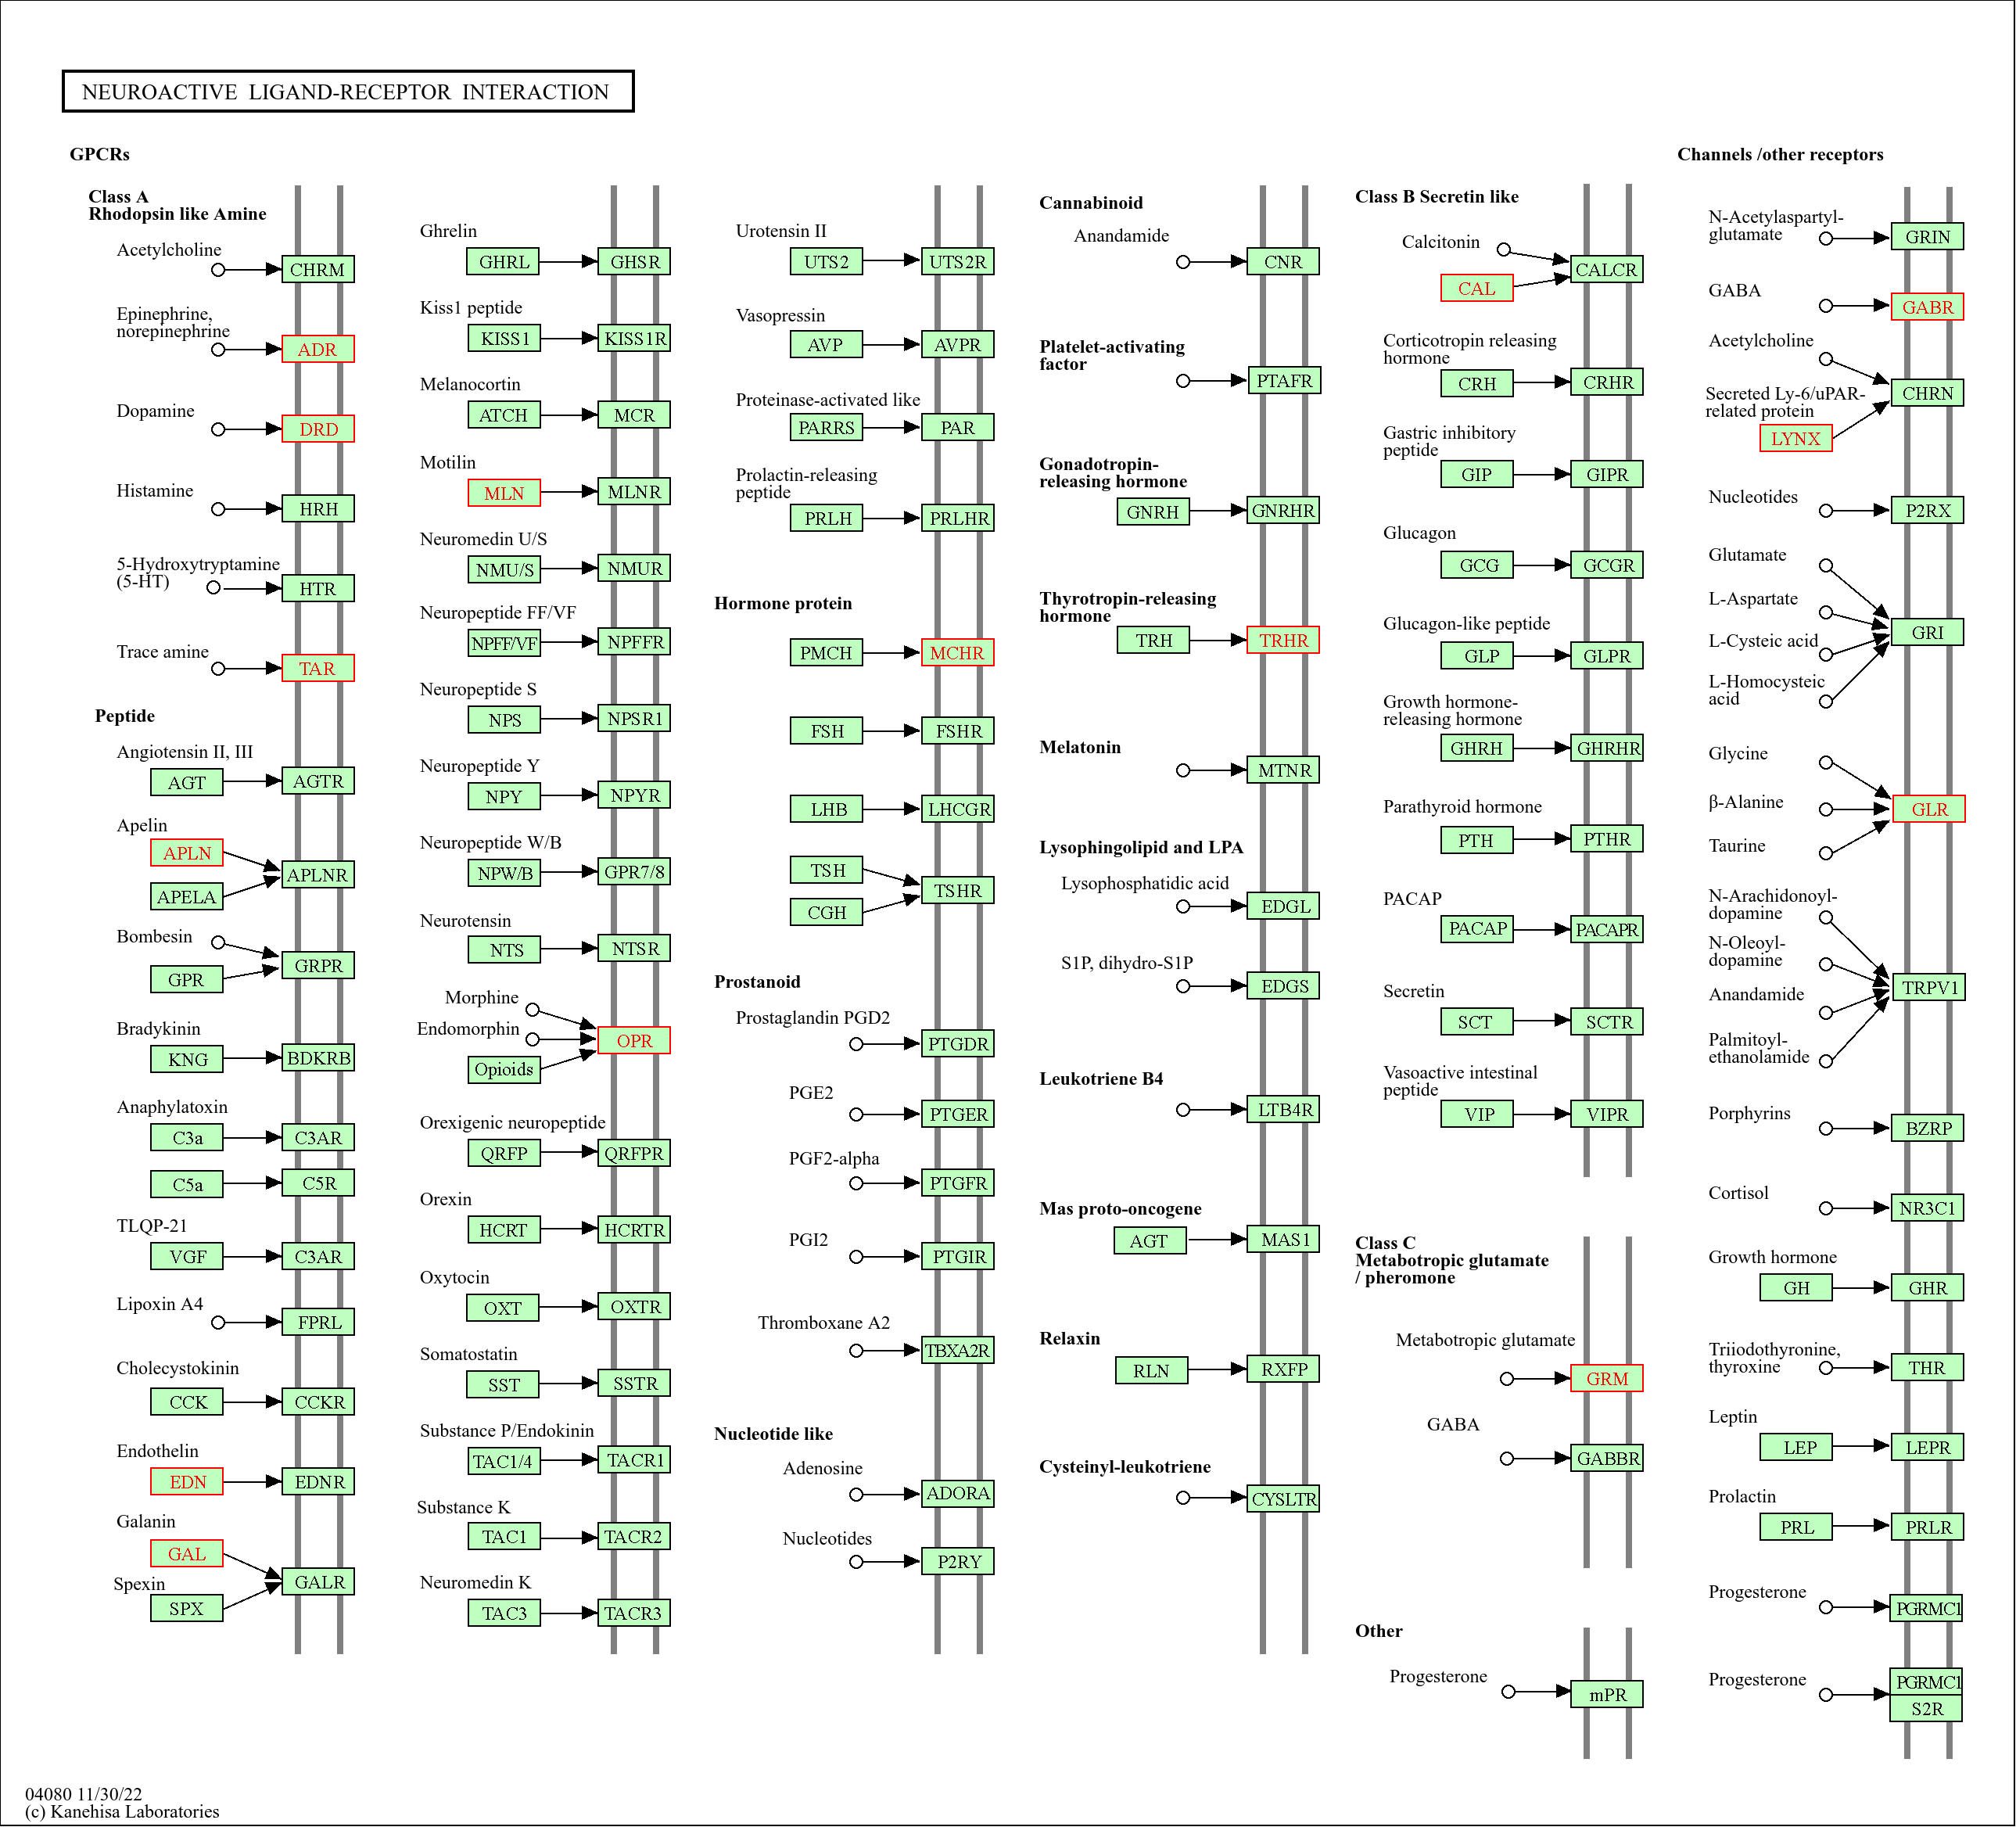 NEUROACTIVE LIGAND-RECEPTOR INTERACTION
GPCRs
Class A
Rhodopsin like Amine
Acetylcholine
CHRM
Epinephrine,
norepinephrine
ADR
Dopamine
DRD
Histamine
HRH
5-Hydroxytryptamine
(5-HT)
HTR
Trace amine
TAR
Peptide
Angiotensin II, III
AGT
AGTR
Apelin
APLN
APELA
APLNR
Bombesin
GPR
GRPR
Bradykinin
KNG
BDKRB
Anaphylatoxin
C3a
C3AR
C5a
C5R
TLQP-21
VGF
C3AR
Lipoxin A4
FPRL
Cholecystokinin
CCK
CCKR
Endothelin
EDN
EDNR
Galanin
GAL
GALR
Spexin
SPX
Ghrelin
GHRL
GHSR
Kiss1 peptide
KISS1
KISS1R
Melanocortin
ATCH
MCR
Motilin
MLN
MLNR
Neuromedin U/S
NMU/S
NMUR
Neuropeptide FF/VF
NPFF/VF
NPFFR
Neuropeptide S
NPS
NPSR1
Neuropeptide Y
NPY
NPYR
Neuropeptide W/B
NPW/B
GPR7/8
Neurotensin
NTS
NTSR
Morphine
Endomorphin
Opioids
OPR
Orexigenic neuropeptide
QRFP
QRFPR
Orexin
HCRT
HCRTR
Oxytocin
OXT
OXTR
Somatostatin
SST
SSTR
Substance P/Endokinin
TAC1/4
TACR1
Substance K
TAC1
TACR2
Neuromedin K
TAC3
TACR3
Urotensin II
UTS2
UTS2R
Vasopressin
AVP
AVPR
Proteinase-activated like
PARRS
PAR
Prolactin-releasing
peptide
PRLH
PRLHR
Hormone protein
PMCH
MCHR
FSH
FSHR
LHB
LHCGR
TSH
CGH
TSHR
Prostanoid
Prostaglandin PGD2
PTGDR
PGE2
PTGER
PGF2-alpha
PTGFR
PGI2
PTGIR
Thromboxane A2
TBXA2R
Nucleotide like
Adenosine
ADORA
Nucleotides
P2RY
Cannabinoid
Anandamide
CNR
Platelet-activating
factor
PTAFR
Gonadotropin-
releasing hormone
GNRH
GNRHR
Thyrotropin-releasing
hormone
TRH
TRHR
Melatonin
MTNR
Lysophingolipid and LPA
Lysophosphatidic acid
EDGL
S1P, dihydro-S1P
EDGS
Leukotriene B4
LTB4R
Mas proto-oncogene
AGT
MAS1
Relaxin
RLN
RXFP
Cysteinyl-leukotriene
CYSLTR
Class B Secretin like
Calcitonin
CAL
CALCR
Corticotropin releasing
hormone
CRH
CRHR
Gastric inhibitory
peptide
GIP
GIPR
Glucagon
GCG
GCGR
Glucagon-like peptide
GLP
GLPR
Growth hormone-
releasing hormone
GHRH
GHRHR
Parathyroid hormone
PTH
PTHR
PACAP
PACAP
PACAPR
Secretin
SCT
SCTR
Vasoactive intestinal
peptide
VIP
VIPR
Class C
Metabotropic glutamate
/ pheromone
Metabotropic glutamate
GRM
GABA
GABBR
Other
Progesterone
mPR
Channels /other receptors
N-Acetylaspartyl-
glutamate
GRIN
GABA
GABR
Acetylcholine
CHRN
Secreted Ly-6/uPAR-
related protein
LYNX
Nucleotides
P2RX
Glutamate
L-Aspartate
GRI
L-Cysteic acid
L-Homocysteic
acid
Glycine
β-Alanine
GLR
Taurine
N-Arachidonoyl-
dopamine
N-Oleoyl-
dopamine
TRPV1
Anandamide
Palmitoyl-
ethanolamide
Porphyrins
BZRP
Cortisol
NR3C1
Growth hormone
GH
GHR
Triiodothyronine,
thyroxine
THR
Leptin
LEP
LEPR
Prolactin
PRL
PRLR
Progesterone
PGRMC1
Progesterone
PGRMC1
S2R
04080 11/30/22
(c) Kanehisa Laboratories